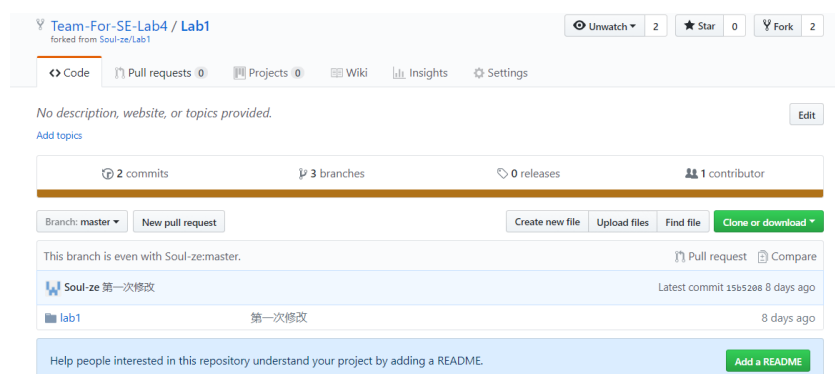 Team-For-SE-Lab4 / Lab1
forked from Soul-ze/Lab1
Unwatch 2 Star 0 Fork 2
Code Pull requests 0 Projects 0 Wiki Insights Settings
No description, website, or topics provided. Edit
Add topics
2 commits 3 branches 0 releases 1 contributor
Branch: master New pull request Create new file Upload files Find file Clone or download
This branch is even with Soul-ze:master. Pull request Compare
Soul-ze 第一次修改 Latest commit 15b5208 8 days ago
lab1 第一次修改 8 days ago
Help people interested in this repository understand your project by adding a README. Add a README